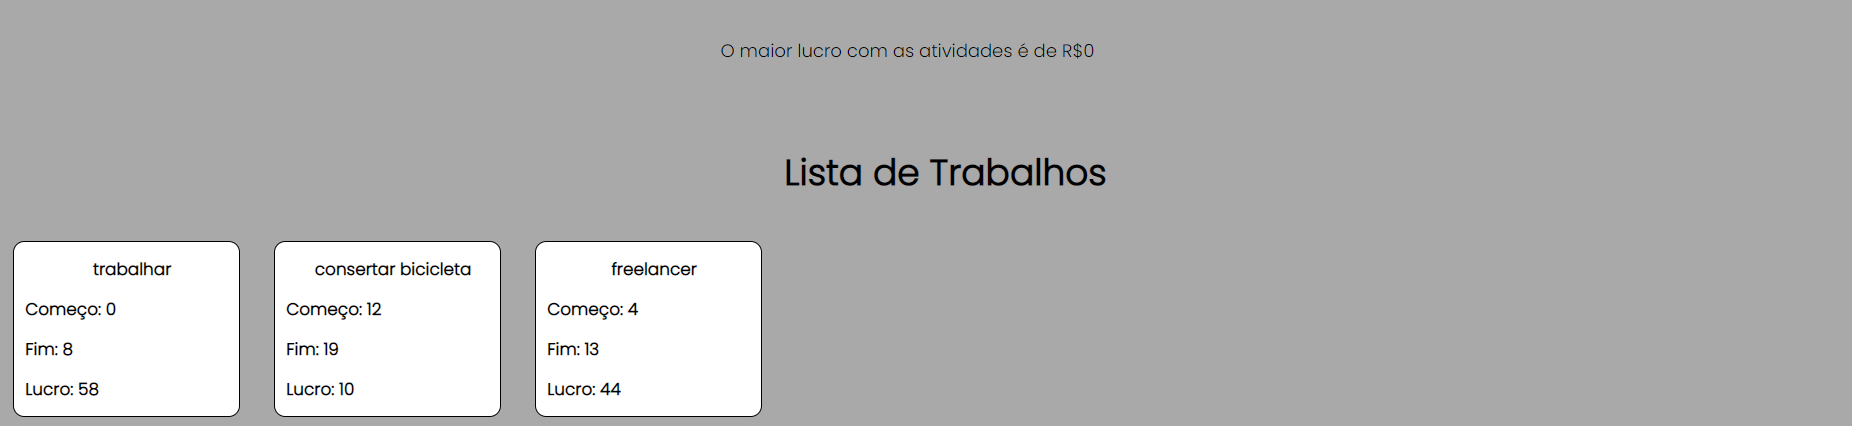 O maior lucro com as atividades é de R$0
Lista de Trabalhos
trabalhar
Começo: 0
Fim: 8
Lucro: 58
consertar bicicleta
Começo: 12
Fim: 19
Lucro: 10
freelancer
Começo: 4
Fim: 13
Lucro: 44